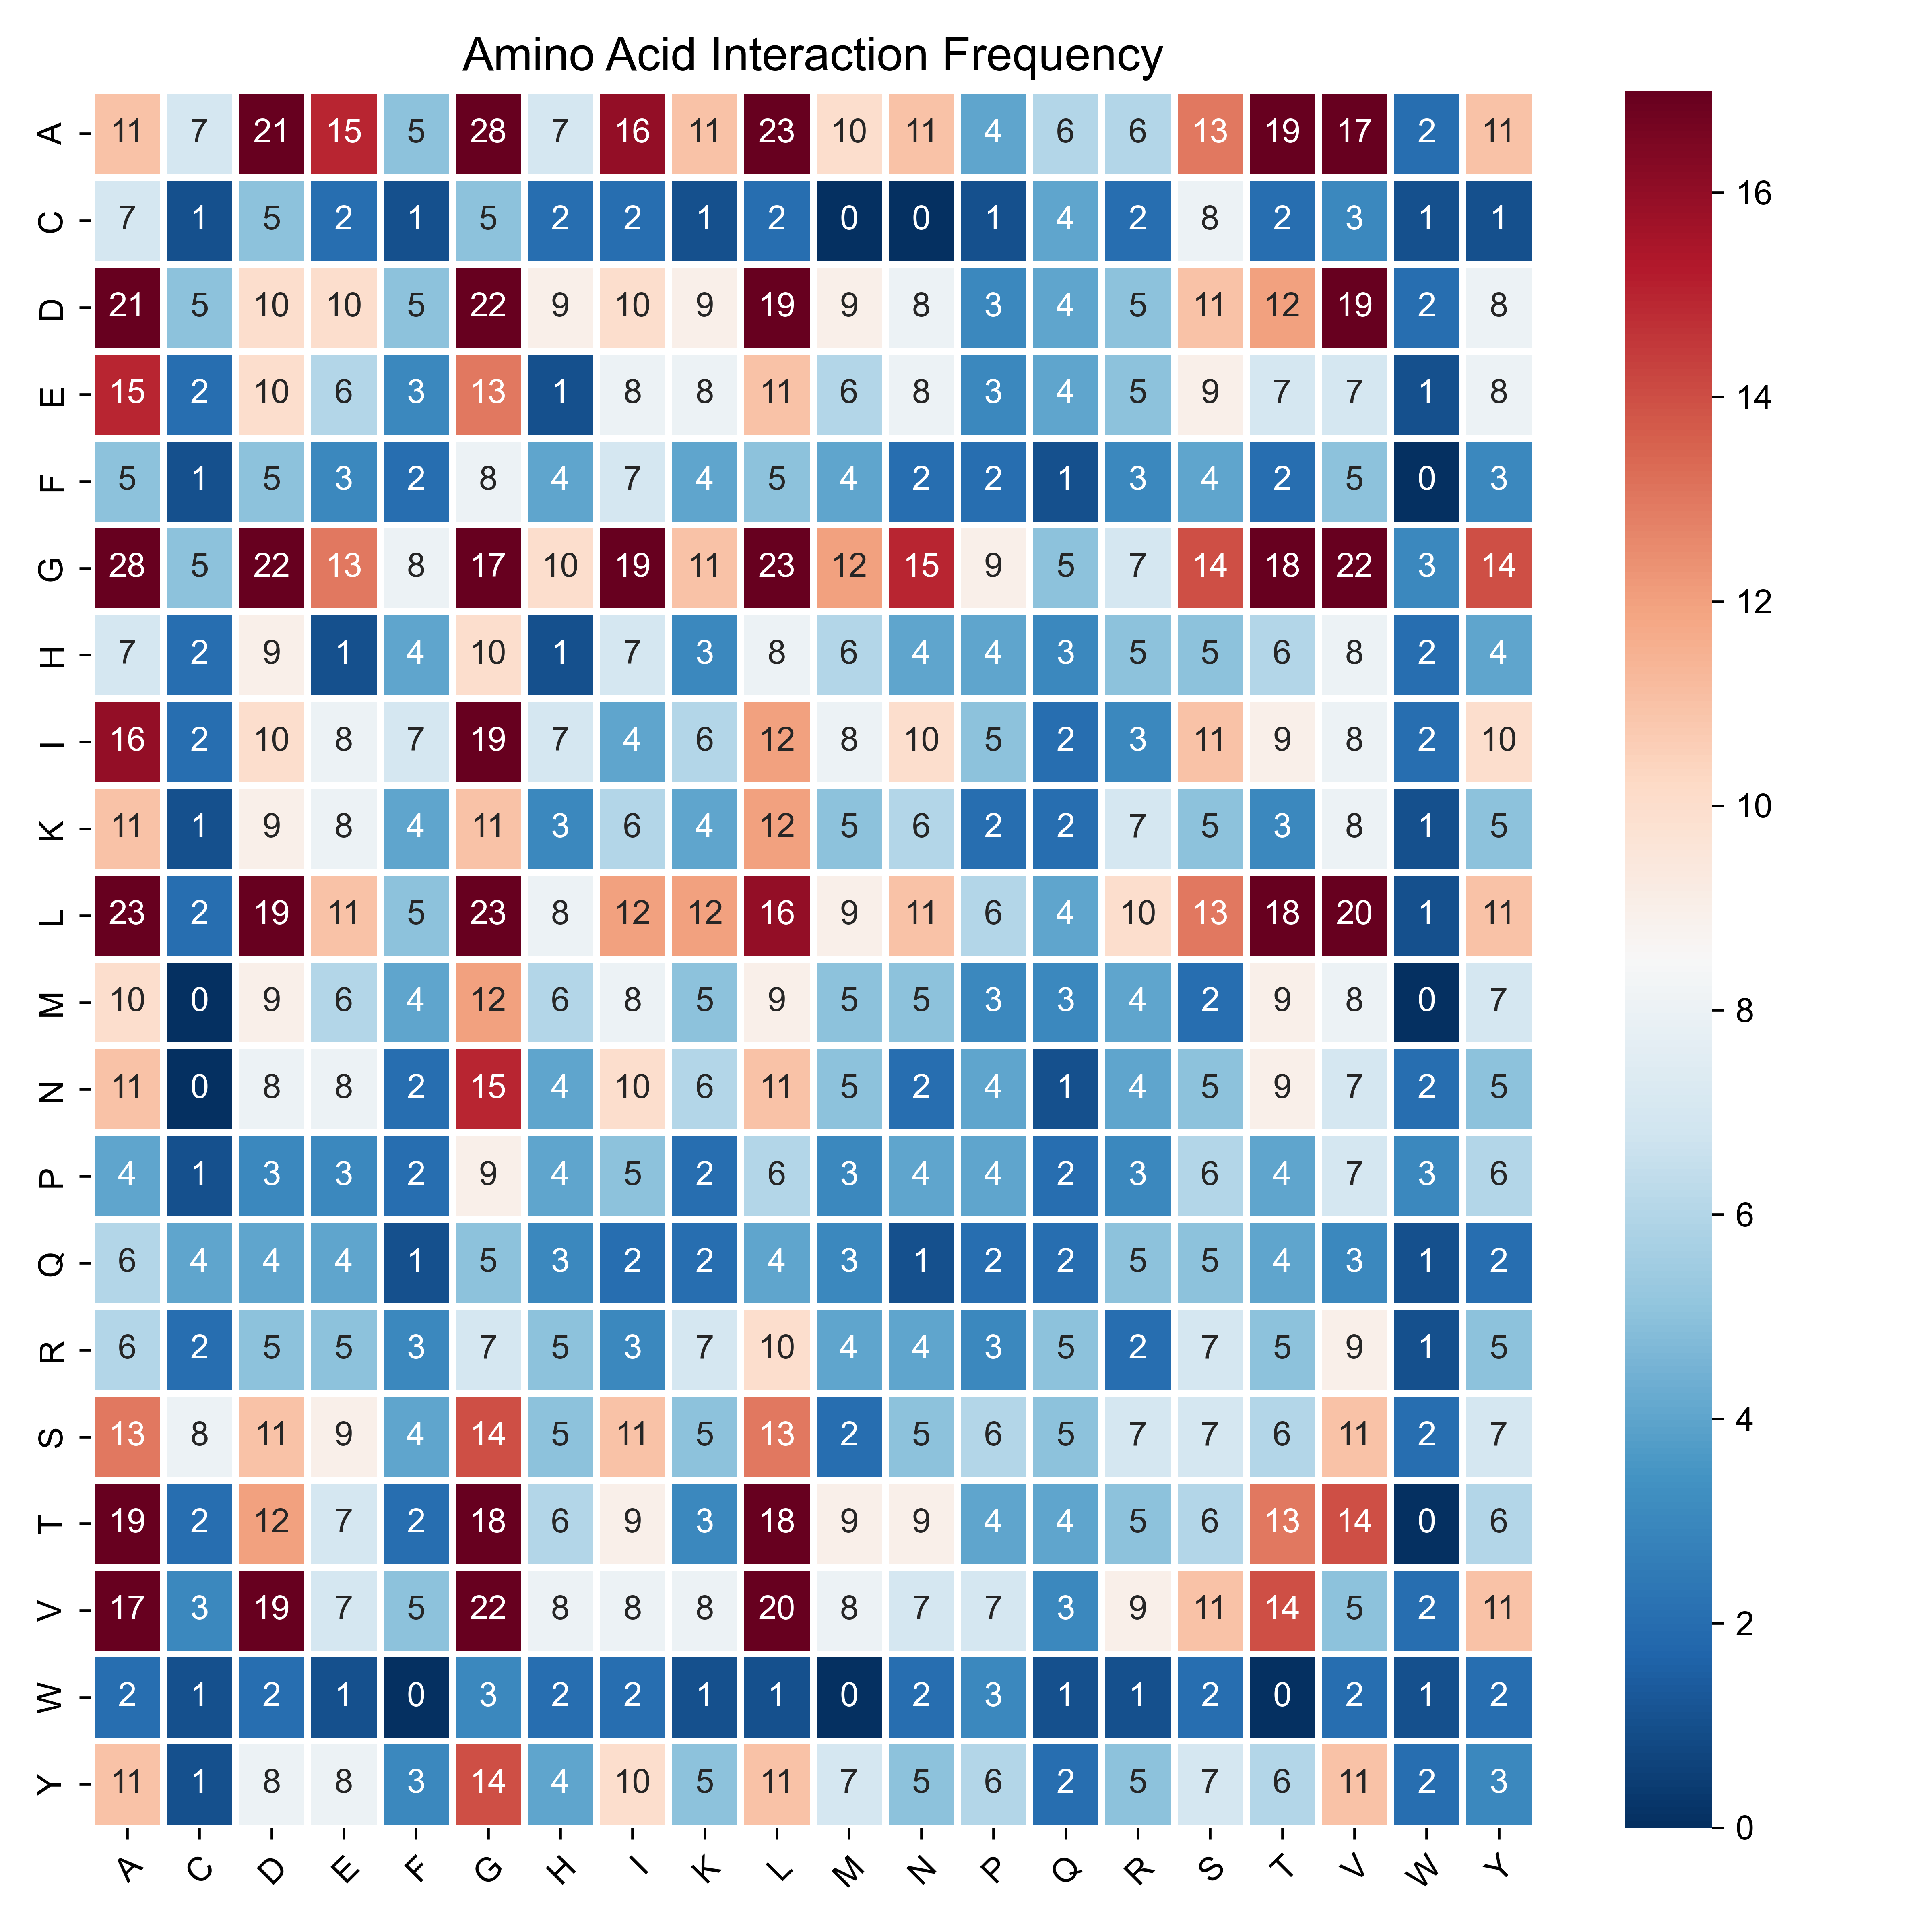 Amino Acid Interaction Frequency
A 11 7 21 15 5 28 7 16 11 23 10 11 4 6 6 13 19 17 2 11
C 7 1 5 2 1 5 2 2 1 2 0 0 1 4 2 8 2 3 1 1
D 21 5 10 10 5 22 9 10 9 19 9 8 3 4 5 11 12 19 2 8
E 15 2 10 6 3 13 1 8 8 11 6 8 3 4 5 9 7 7 1 8
F 5 1 5 3 2 8 4 7 4 5 4 2 2 1 3 4 2 5 0 3
G 28 5 22 13 8 17 10 19 11 23 12 15 9 5 7 14 18 22 3 14
H 7 2 9 1 4 10 1 7 3 8 6 4 4 3 5 5 6 8 2 4
I 16 2 10 8 7 19 7 4 6 12 8 10 5 2 3 11 9 8 2 10
K 11 1 9 8 4 11 3 6 4 12 5 6 2 2 7 5 3 8 1 5
L 23 2 19 11 5 23 8 12 12 16 9 11 6 4 10 13 18 20 1 11
M 10 0 9 6 4 12 6 8 5 9 5 5 3 3 4 2 9 8 0 7
N 11 0 8 8 2 15 4 10 6 11 5 2 4 1 4 5 9 7 2 5
P 4 1 3 3 2 9 4 5 2 6 3 4 4 2 3 6 4 7 3 6
Q 6 4 4 4 1 5 3 2 2 4 3 1 2 2 5 5 4 3 1 2
R 6 2 5 5 3 7 5 3 7 10 4 4 3 5 2 7 5 9 1 5
S 13 8 11 9 4 14 5 11 5 13 2 5 6 5 7 7 6 11 2 7
T 19 2 12 7 2 18 6 9 3 18 9 9 4 4 5 6 13 14 0 6
V 17 3 19 7 5 22 8 8 8 20 8 7 7 3 9 11 14 5 2 11
W 2 1 2 1 0 3 2 2 1 1 0 2 3 1 1 2 0 2 1 2
Y 11 1 8 8 3 14 4 10 5 11 7 5 6 2 5 7 6 11 2 3
A C D E F G H I K L M N P Q R S T V W Y
16
14
12
10
8
6
4
2
0